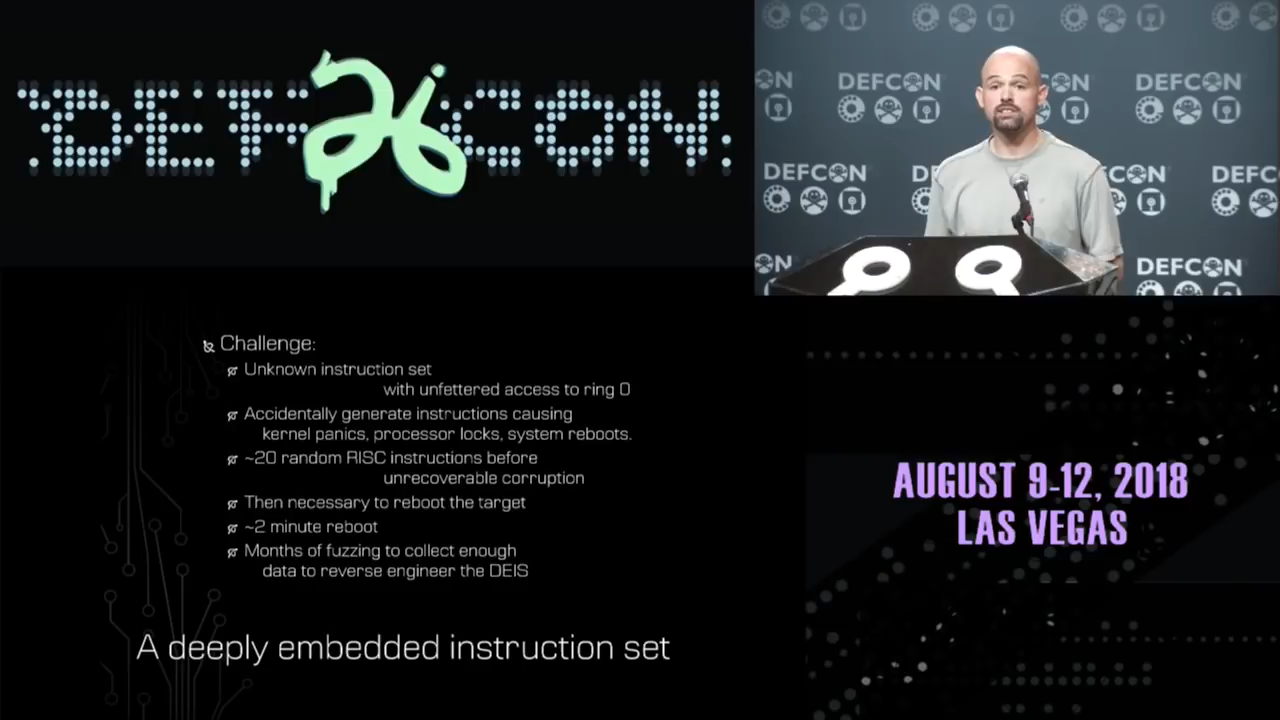 DEF 26 CON
DEFCON
DEFCON
DEFCON
DEFCON
DEFCON
Challenge:
Unknown instruction set
with unfettered access to ring 0
Accidentally generate instructions causing
kernel panics, processor locks, system reboots.
~20 random RISC instructions before
unrecoverable corruption
Then necessary to reboot the target
~2 minute reboot
Months of fuzzing to collect enough
data to reverse engineer the DEIS
A deeply embedded instruction set
AUGUST 9-12, 2018
LAS VEGAS